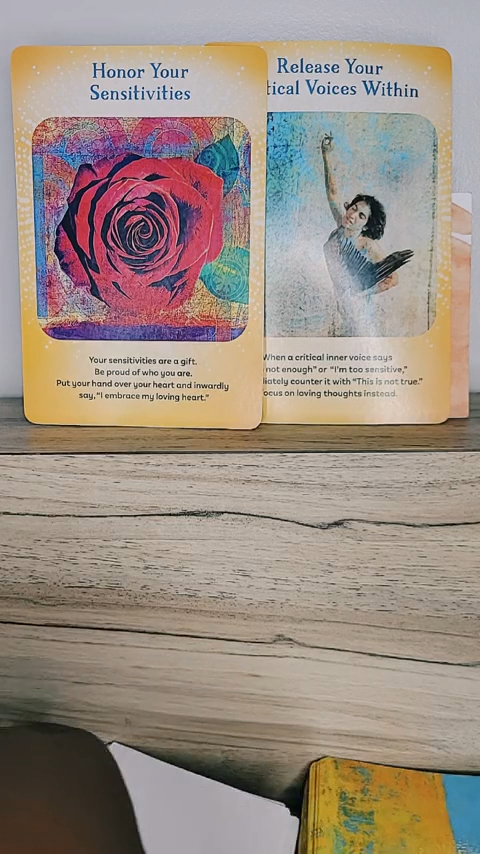 Honor Your
Sensitivities
Your sensitivities are a gift.
Be proud of who you are.
Put your hand over your heart and inwardly
say, "I embrace my loving heart."
Release Your
tical Voices Within
When a critical inner voice says
not enough" or "I'm too sensitive,"
iately counter it with "This is not true."
ocus on loving thoughts instead.